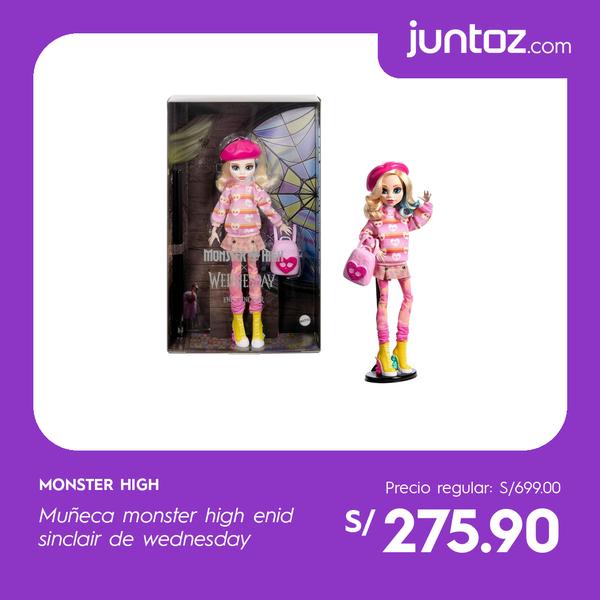 juntoz.com
MONSTER HIGH
WEDNESDAY
MONSTER HIGH
Muñeca monster high enid
sinclair de wednesday
Precio regular: S/699.00
S/ 275.90